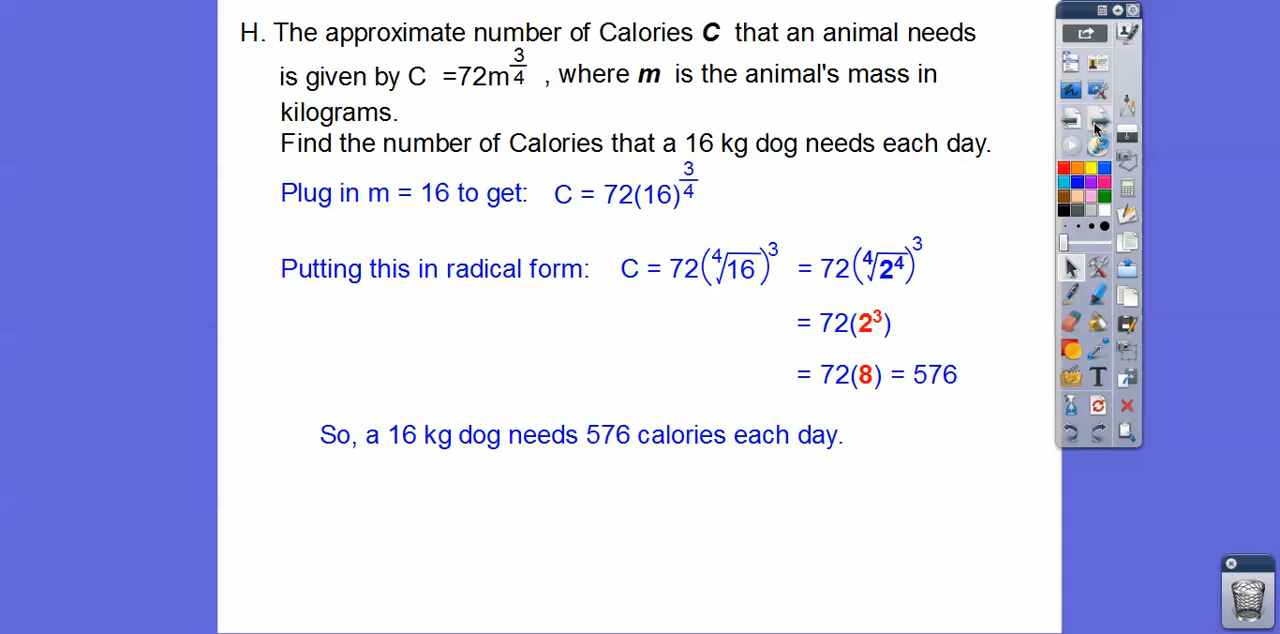 H. The approximate number of Calories C that an animal needs
is given by C =72m^(3/4) , where m is the animal's mass in
kilograms.
Find the number of Calories that a 16 kg dog needs each day.
Plug in m = 16 to get: C = 72(16)^(3/4)
Putting this in radical form: C = 72(∜16)³ = 72(∜2⁴)³
= 72(2³)
= 72(8) = 576
So, a 16 kg dog needs 576 calories each day.
T